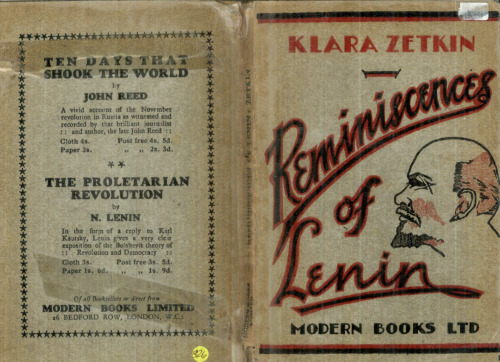 TEN DAYS THAT
SHOOK THE WORLD
by
JOHN REED
A vivid account of the November
revolution in Russia as witnessed and
recorded by that brilliant journalist
:: and author, the late John Reed ::
Cloth 4s. Post free 4s. 5d.
Paper 2s. „ „ 2s. 3d.
THE PROLETARIAN
REVOLUTION
by
N. LENIN
In the form of a reply to Karl
Kautsky, Lenin gives a very clear
exposition of the Bolshevik theory of
: Revolution and Democracy ::
Cloth 3s. Post free 3s. 5d.
Paper 1s. 6d. „ „ 1s. 9d.
Of all Booksellers or direct from
MODERN BOOKS LIMITED
26 BEDFORD ROW, LONDON, W.C.1
REMINISCENCES OF LENIN: KLARA ZETKIN
KLARA ZETKIN
Reminiscences
of
Lenin
MODERN BOOKS LTD